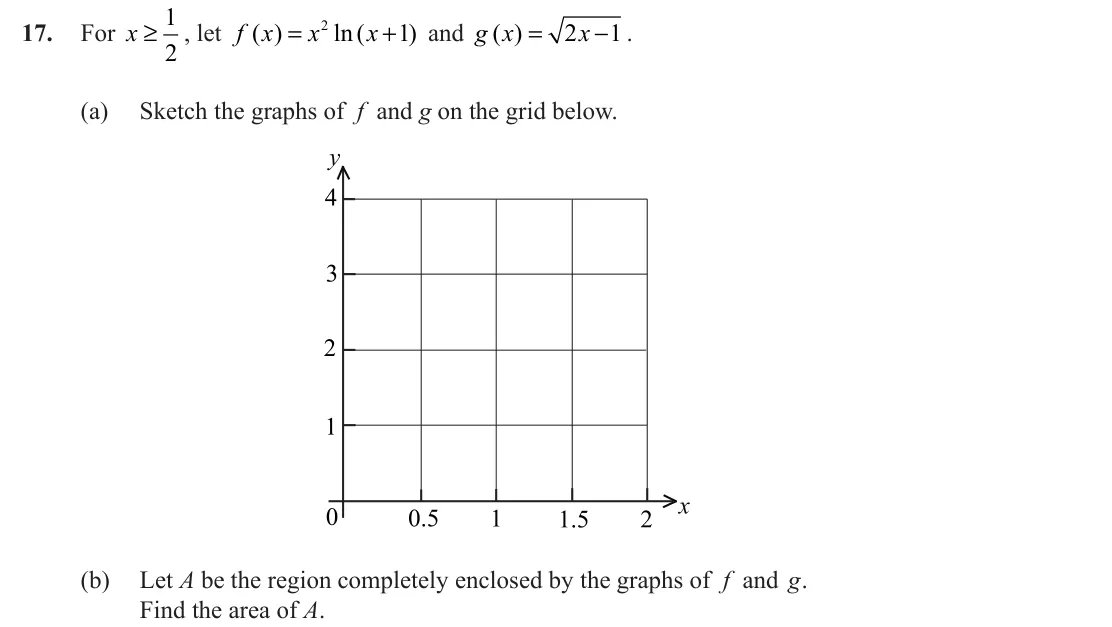 17. For x ≥ 1/2, let f(x) = x² ln(x+1) and g(x) = √(2x−1).
(a) Sketch the graphs of f and g on the grid below.
y
4
3
2
1
0 0.5 1 1.5 2 x
(b) Let A be the region completely enclosed by the graphs of f and g.
Find the area of A.